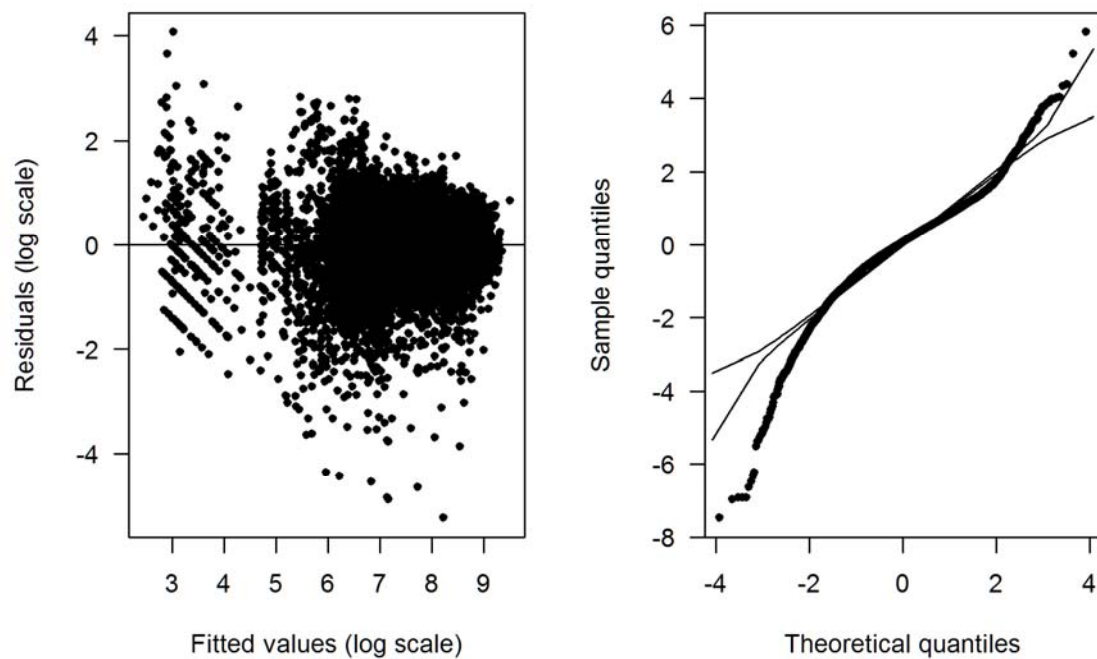 4
2
0
-2
-4
3 4 5 6 7 8 9
Residuals (log scale)
Fitted values (log scale)
6
4
2
0
-2
-4
-6
-8
-4 -2 0 2 4
Sample quantiles
Theoretical quantiles